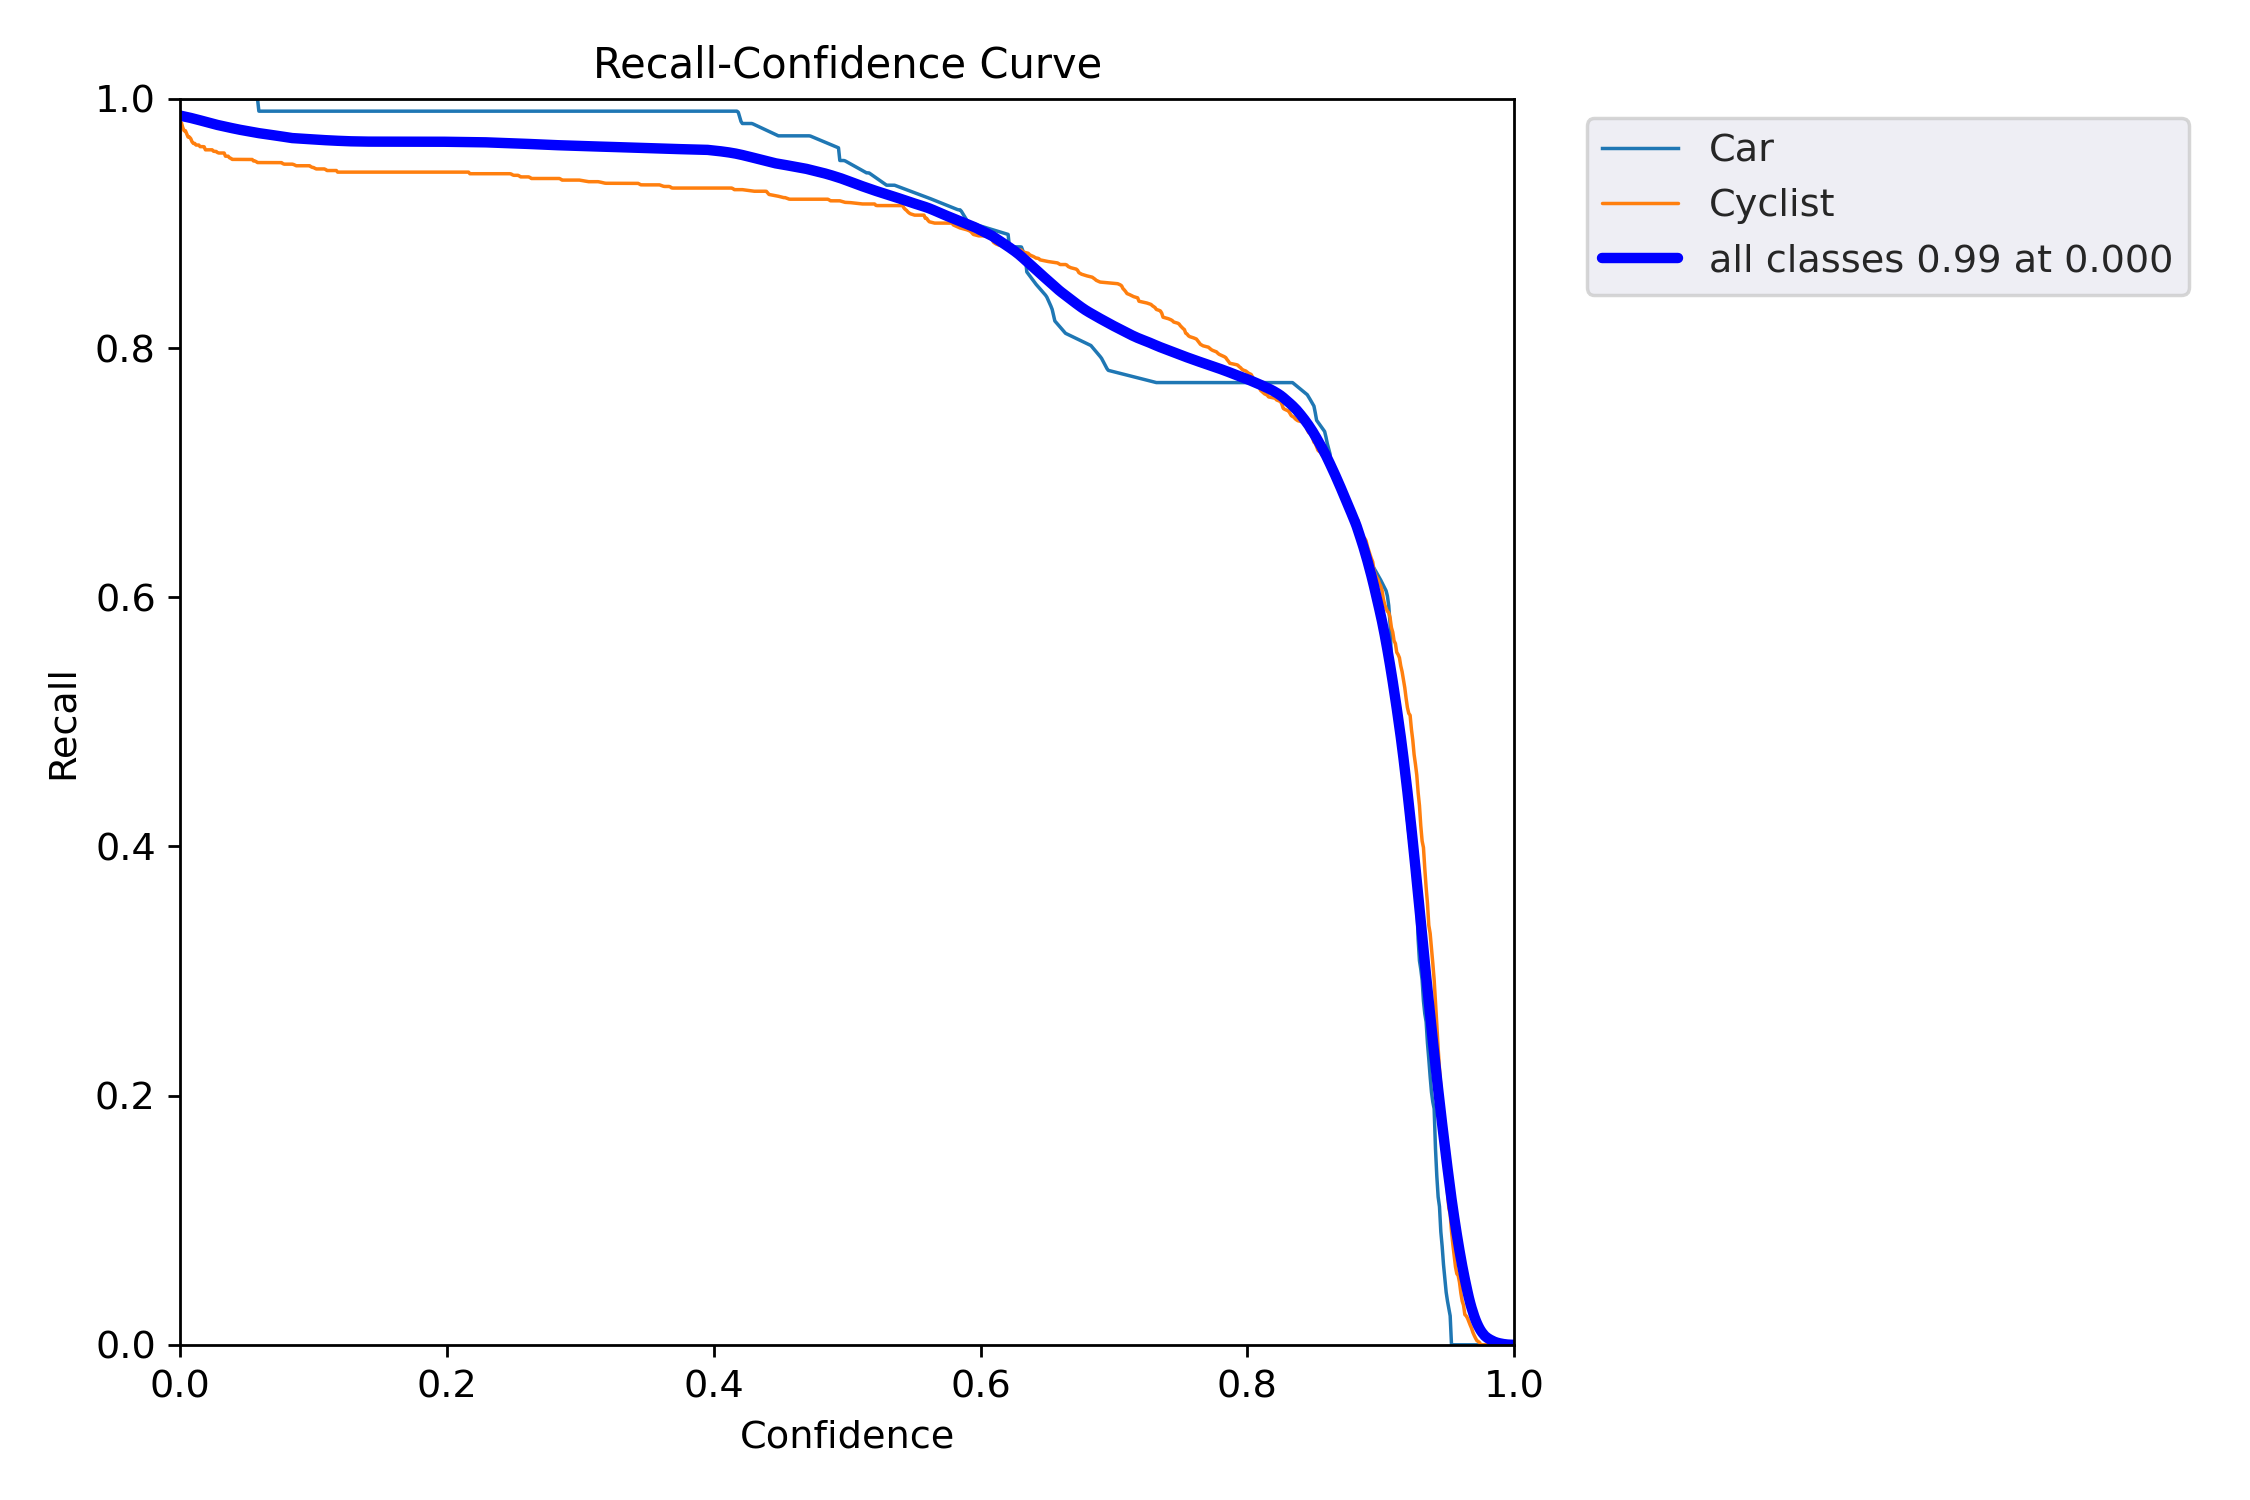 Recall-Confidence Curve
1.0
0.8
0.6
0.4
0.2
0.0
Recall
0.0 0.2 0.4 0.6 0.8 1.0
Confidence
Car
Cyclist
all classes 0.99 at 0.000